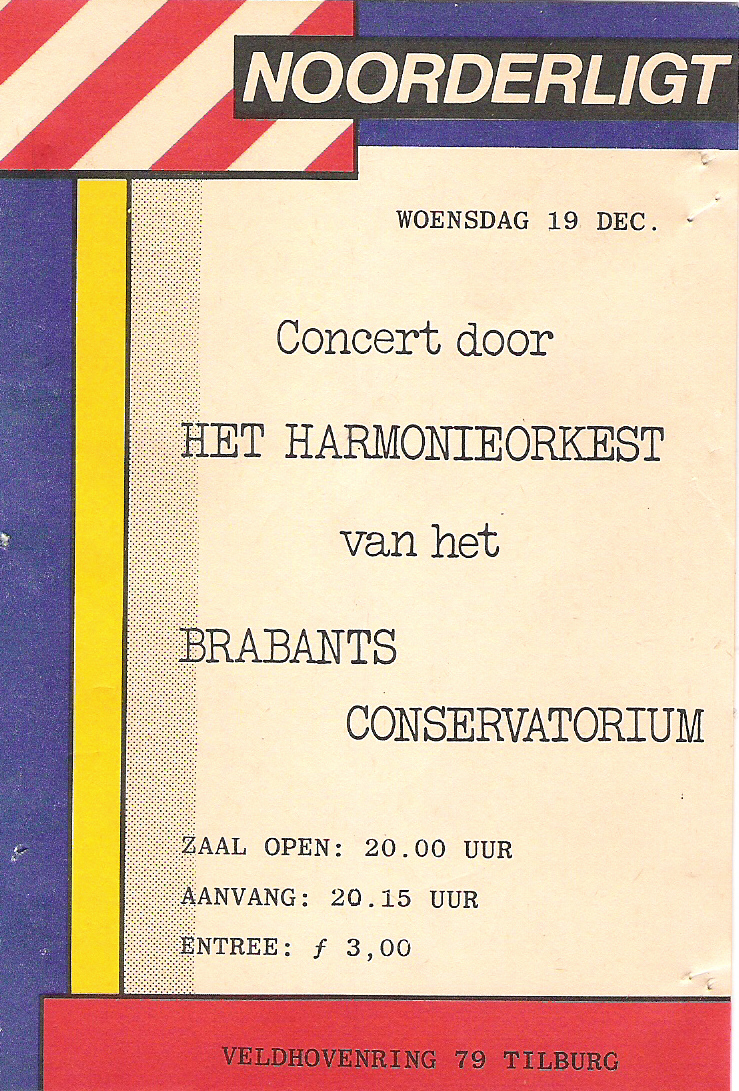 NOORDERLIGT
WOENSDAG 19 DEC.
Concert door
HET HARMONIEORKEST
van het
BRABANTS
CONSERVATORIUM
ZAAL OPEN: 20.00 UUR
AANVANG: 20.15 UUR
ENTREE: ƒ 3,00
VELDHOVENRING 79 TILBURG